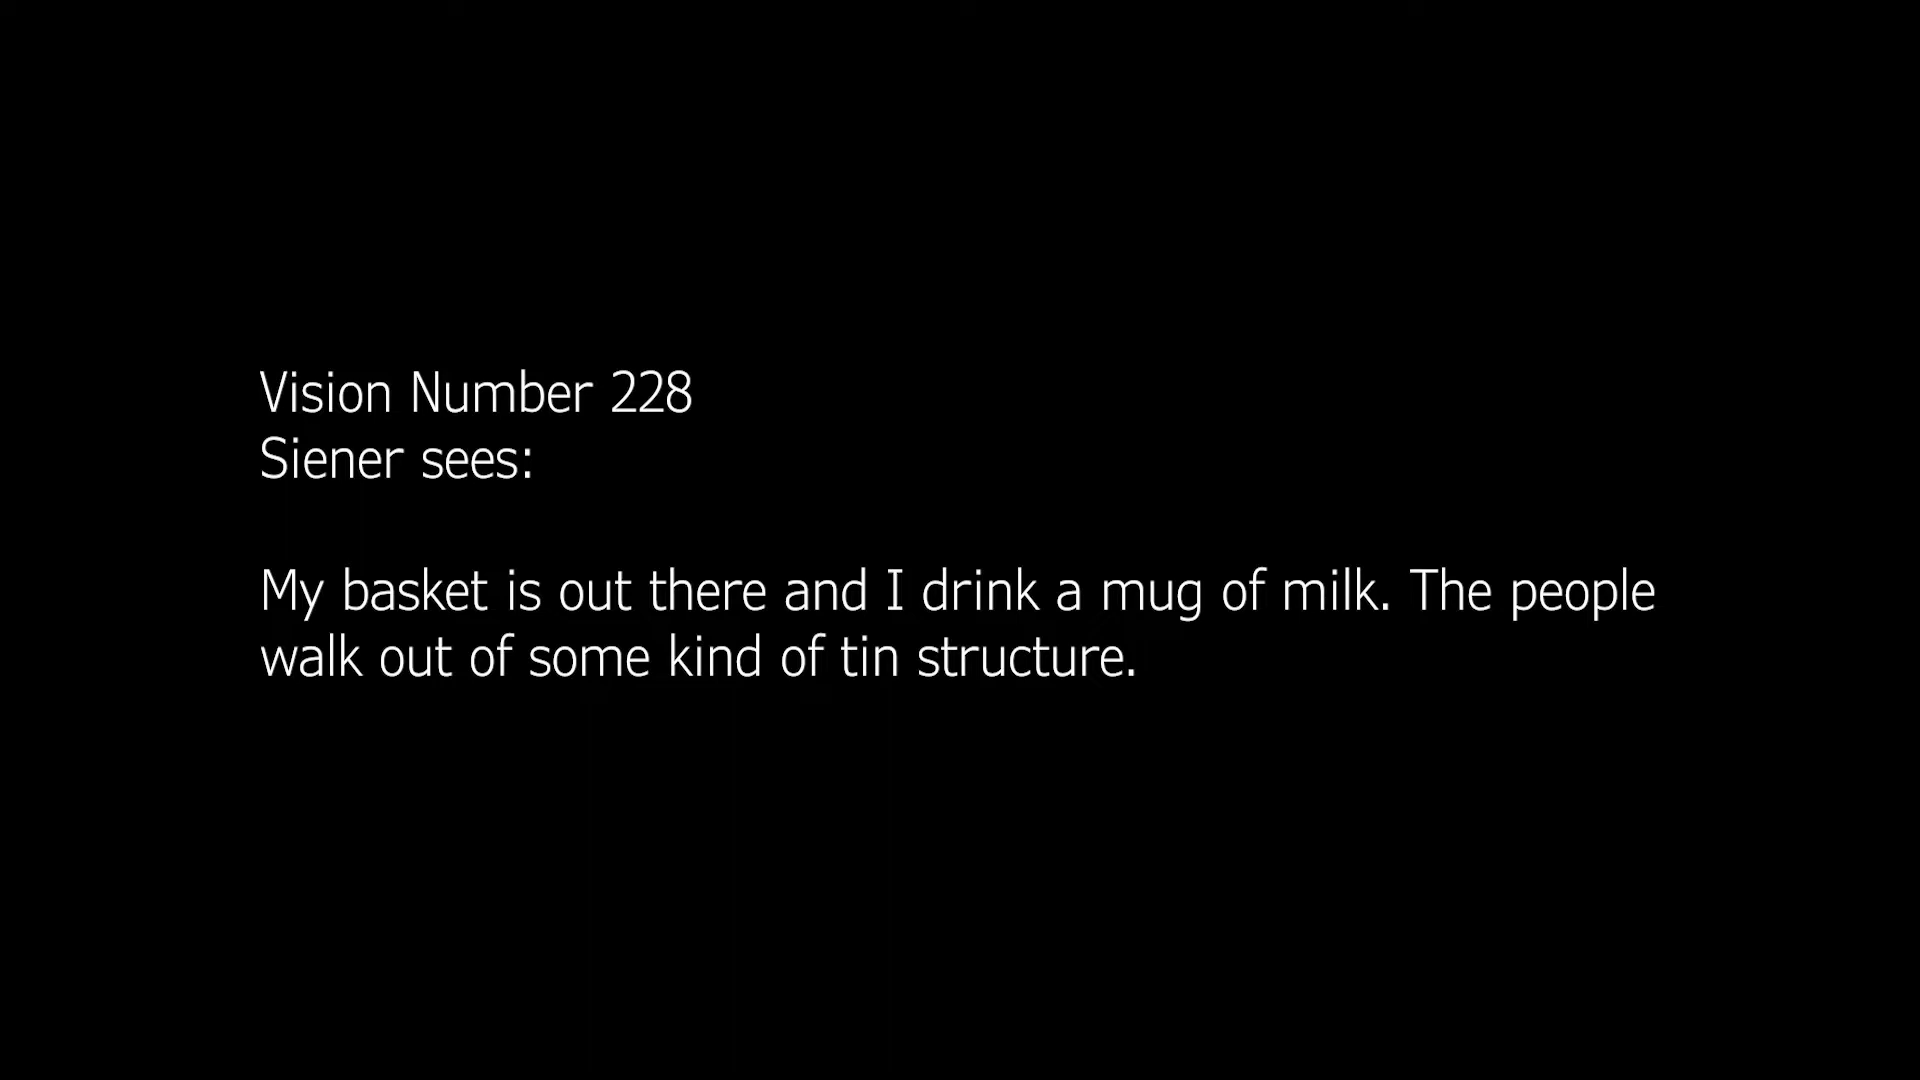 Vision Number 228
Siener sees:
My basket is out there and I drink a mug of milk. The people
walk out of some kind of tin structure.